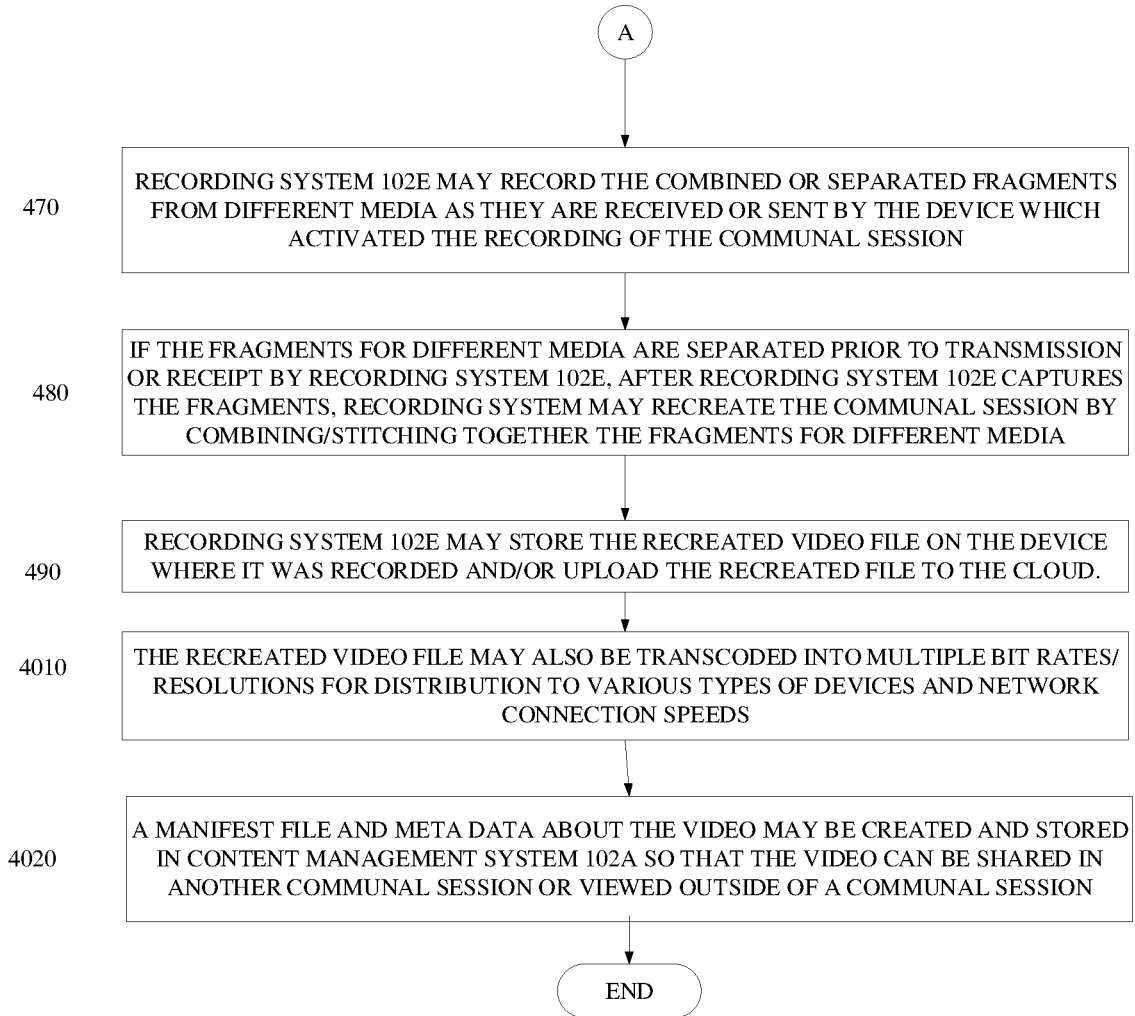 A
470
RECORDING SYSTEM 102E MAY RECORD THE COMBINED OR SEPARATED FRAGMENTS
FROM DIFFERENT MEDIA AS THEY ARE RECEIVED OR SENT BY THE DEVICE WHICH
ACTIVATED THE RECORDING OF THE COMMUNAL SESSION
480
IF THE FRAGMENTS FOR DIFFERENT MEDIA ARE SEPARATED PRIOR TO TRANSMISSION
OR RECEIPT BY RECORDING SYSTEM 102E, AFTER RECORDING SYSTEM 102E CAPTURES
THE FRAGMENTS, RECORDING SYSTEM MAY RECREATE THE COMMUNAL SESSION BY
COMBINING/STITCHING TOGETHER THE FRAGMENTS FOR DIFFERENT MEDIA
490
RECORDING SYSTEM 102E MAY STORE THE RECREATED VIDEO FILE ON THE DEVICE
WHERE IT WAS RECORDED AND/OR UPLOAD THE RECREATED FILE TO THE CLOUD.
4010
THE RECREATED VIDEO FILE MAY ALSO BE TRANSCODED INTO MULTIPLE BIT RATES/
RESOLUTIONS FOR DISTRIBUTION TO VARIOUS TYPES OF DEVICES AND NETWORK
CONNECTION SPEEDS
4020
A MANIFEST FILE AND META DATA ABOUT THE VIDEO MAY BE CREATED AND STORED
IN CONTENT MANAGEMENT SYSTEM 102A SO THAT THE VIDEO CAN BE SHARED IN
ANOTHER COMMUNAL SESSION OR VIEWED OUTSIDE OF A COMMUNAL SESSION
END